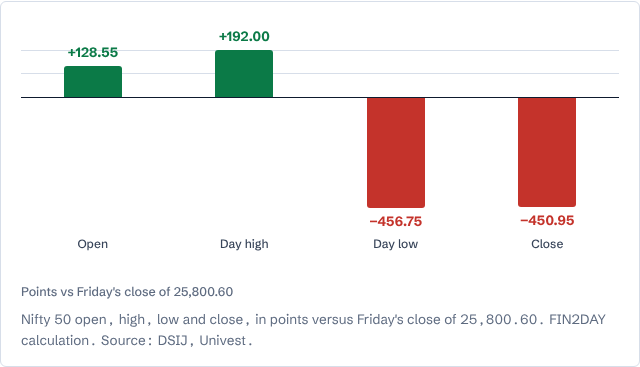 +128.55
+192.00
−456.75
−450.95
Open
Day high
Day low
Close
Points vs Friday's close of 25,800.60
Nifty 50 open, high, low and close, in points versus Friday's close of 25,800.60. FIN2DAY
calculation. Source: DSIJ, Univest.